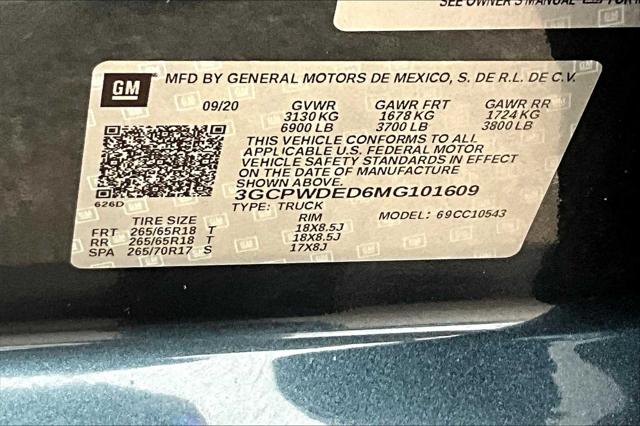 SEE OWNER'S MANUAL
GM
MFD BY GENERAL MOTORS DE MEXICO, S. DE R.L. DE C.V.
09/20 GVWR GAWR FRT GAWR RR
3130 KG 1678 KG 1724 KG
6900 LB 3700 LB 3800 LB
THIS VEHICLE CONFORMS TO ALL
APPLICABLE U.S. FEDERAL MOTOR
VEHICLE SAFETY STANDARDS IN EFFECT
ON THE DATE OF MANUFACTURE
SHOWN ABOVE.
626D 3GCPWDED6MG101609
TYPE: TRUCK MODEL: 69CC10543
TIRE SIZE RIM
FRT 265/65R18 T 18X8.5J
RR 265/65R18 T 18X8.5J
SPA 265/70R17 S 17X8J